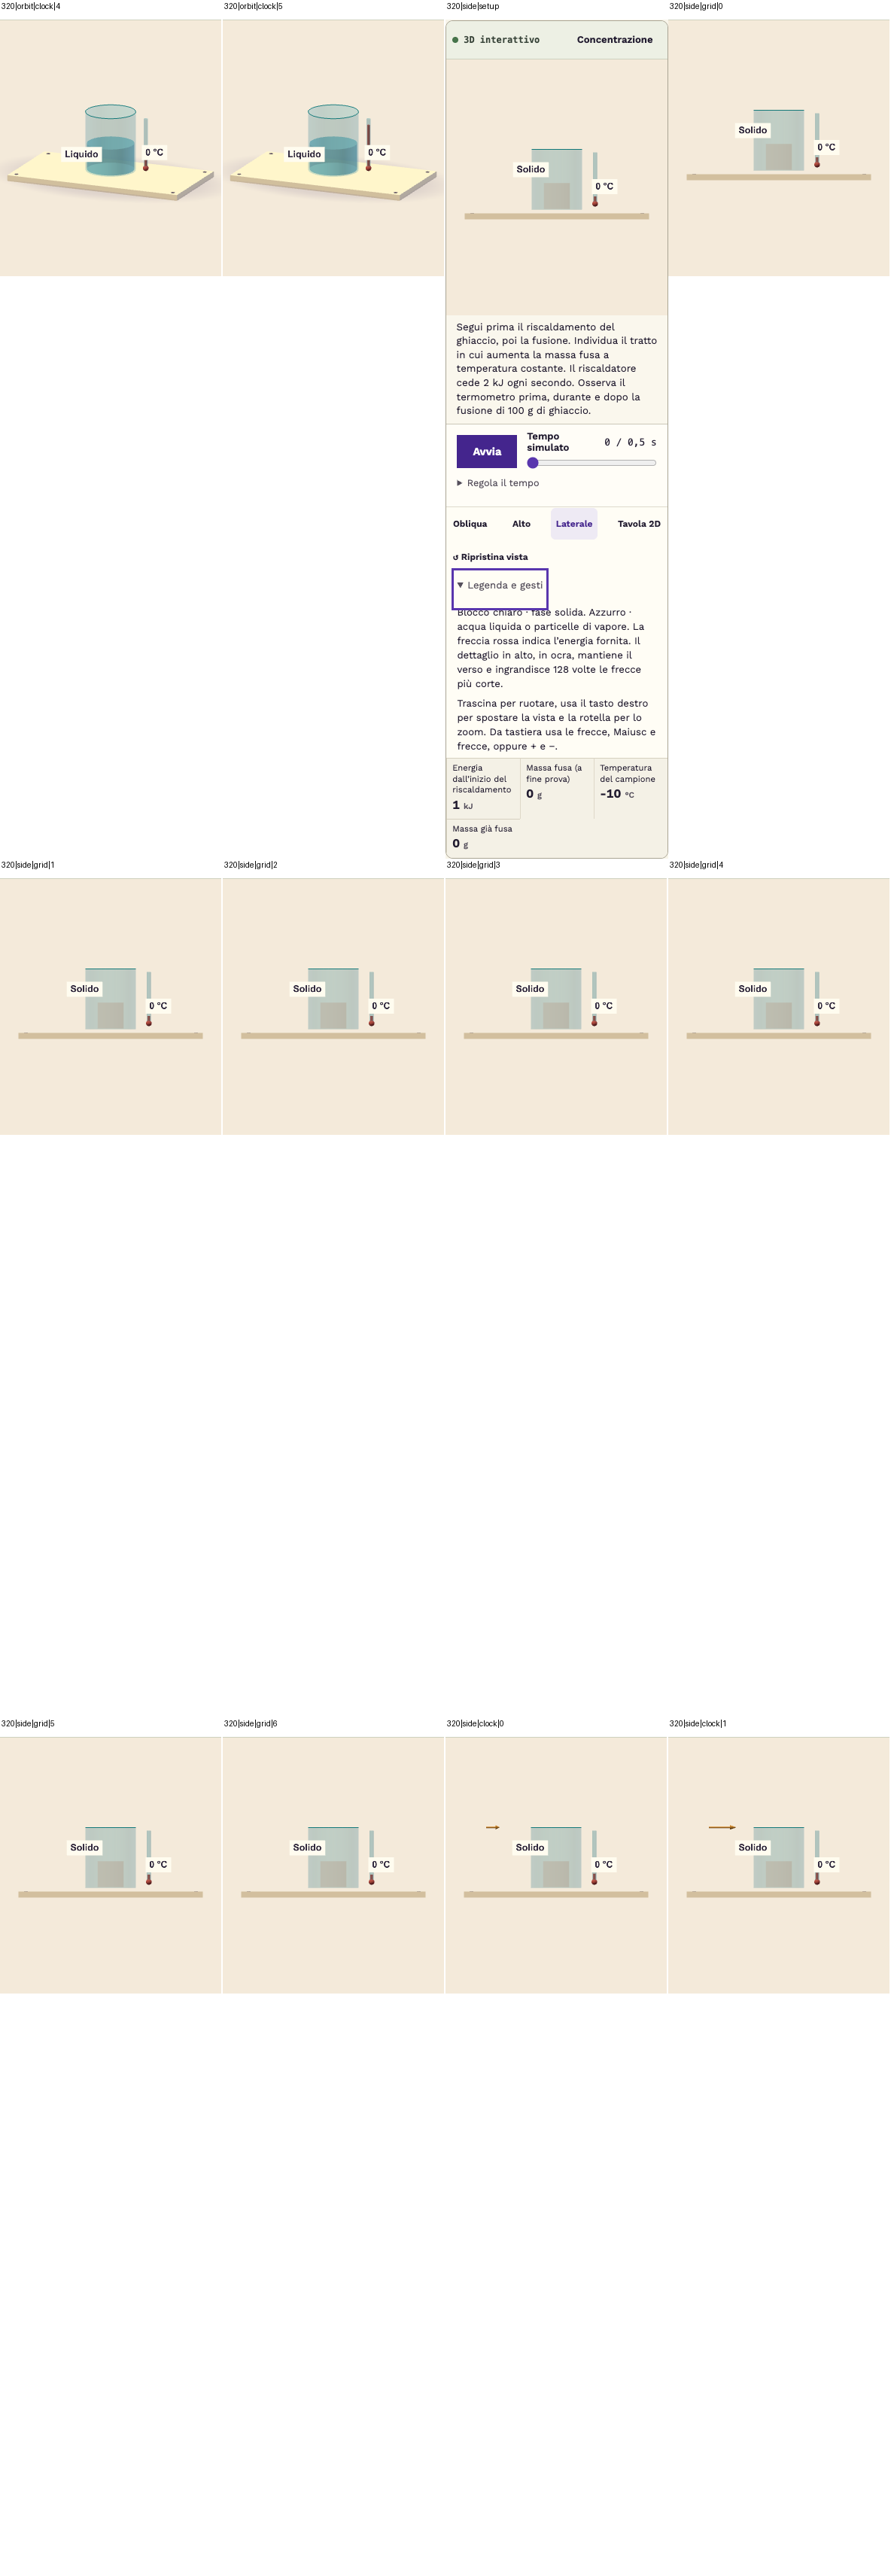 320|orbit|clock|4
320|orbit|clock|5
320|side|setup
320|side|grid|0
Liquido
0 °C
Liquido
0 °C
3D interattivo
Concentrazione
Solido
0 °C
Solido
0 °C
Segui prima il riscaldamento del
ghiaccio, poi la fusione. Individua il tratto
in cui aumenta la massa fusa a
temperatura costante. Il riscaldatore
cede 2 kJ ogni secondo. Osserva il
termometro prima, durante e dopo la
fusione di 100 g di ghiaccio.
Avvia
Tempo
simulato
0 / 0,5 s
▶ Regola il tempo
Obliqua
Alto
Laterale
Tavola 2D
↺ Ripristina vista
▼ Legenda e gesti
Blocco chiaro · fase solida. Azzurro ·
acqua liquida o particelle di vapore. La
freccia rossa indica l'energia fornita. Il
dettaglio in alto, in ocra, mantiene il
verso e ingrandisce 128 volte le frecce
più corte.
Trascina per ruotare, usa il tasto destro
per spostare la vista e la rotella per lo
zoom. Da tastiera usa le frecce, Maiusc e
frecce, oppure + e −.
Energia
dall'inizio del
riscaldamento
1 kJ
Massa fusa (a
fine prova)
0 g
Temperatura
del campione
-10 °C
Massa già fusa
0 g
320|side|grid|1
320|side|grid|2
320|side|grid|3
320|side|grid|4
Solido
0 °C
Solido
0 °C
Solido
0 °C
Solido
0 °C
320|side|grid|5
320|side|grid|6
320|side|clock|0
320|side|clock|1
Solido
0 °C
Solido
0 °C
Solido
0 °C
Solido
0 °C